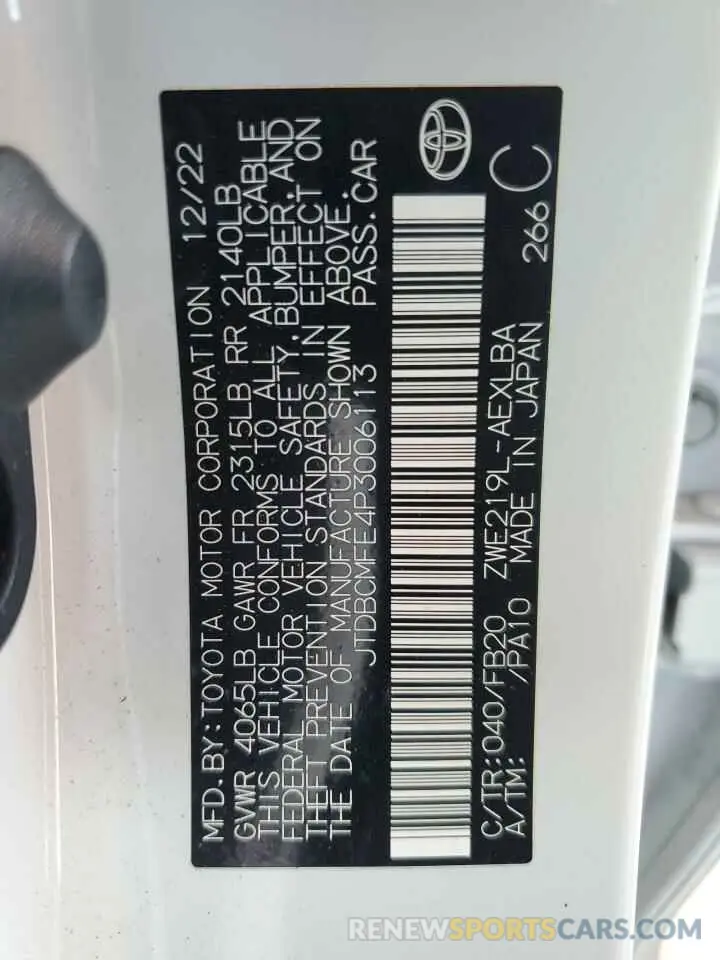 MFD.BY:TOYOTA MOTOR CORPORATION 12/22
GVWR 4065LB GAWR FR 2315LB RR 2140LB
THIS VEHICLE CONFORMS TO ALL APPLICABLE
FEDERAL MOTOR VEHICLE SAFETY,BUMPER,AND
THEFT PREVENTION STANDARDS IN EFFECT ON
THE DATE OF MANUFACTURE SHOWN ABOVE.
JTDBCMFE4P3006113 PASS.CAR
C/TR:040/FB20 ZWE219L-AEXLBA
A/TM: /PA10 MADE IN JAPAN 266 C
RENEWSPORTSCARS.COM